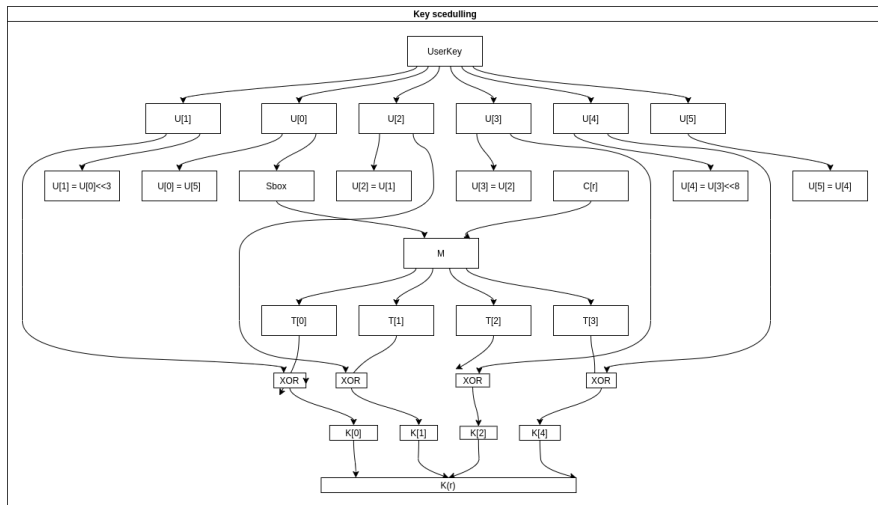 Key scedulling
UserKey
U[1]
U[0]
U[2]
U[3]
U[4]
U[5]
U[1] = U[0]<<3
U[0] = U[5]
Sbox
U[2] = U[1]
U[3] = U[2]
C[r]
U[4] = U[3]<<8
U[5] = U[4]
M
T[0]
T[1]
T[2]
T[3]
XOR
XOR
XOR
XOR
K[0]
K[1]
K[2]
K[4]
K(r)